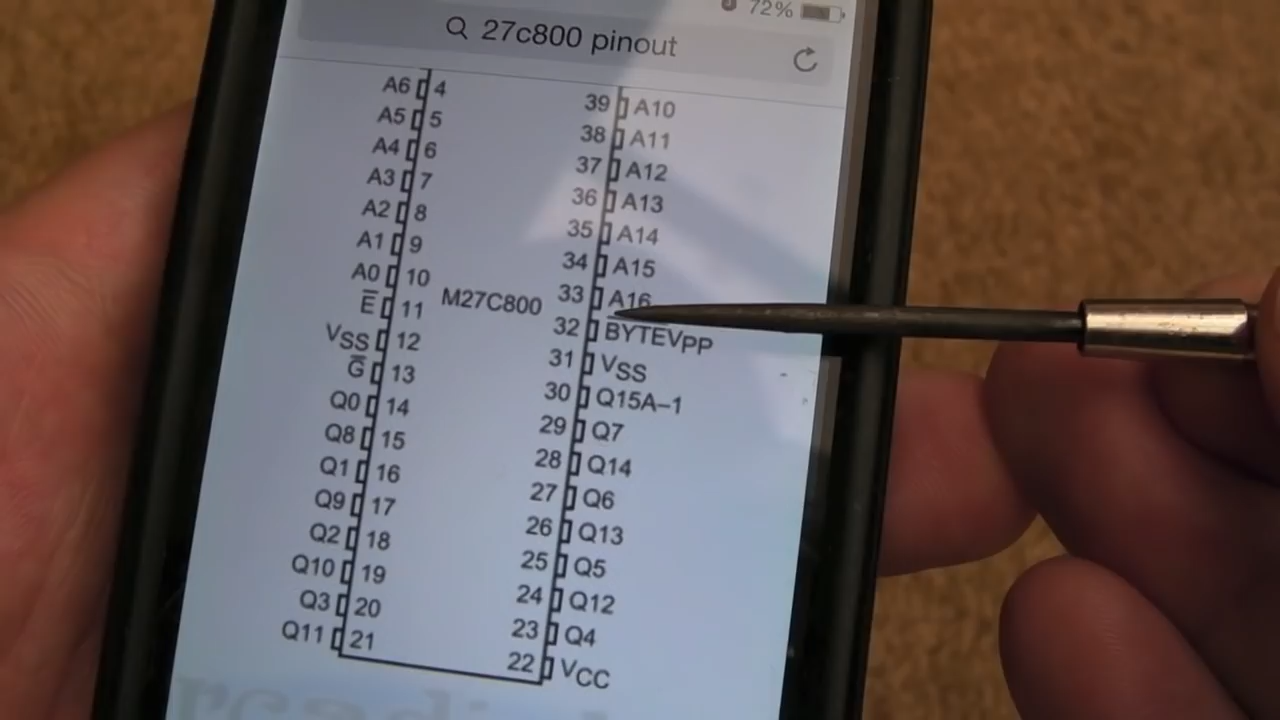 72%
27c800 pinout
A6 4 39 A10
A5 5 38 A11
A4 6 37 A12
A3 7 36 A13
A2 8 35 A14
A1 9 34 A15
A0 10 M27C800 33 A16
E 11 32 BYTEVPP
VSS 12 31 VSS
G 13 30 Q15A–1
Q0 14 29 Q7
Q8 15 28 Q14
Q1 16 27 Q6
Q9 17 26 Q13
Q2 18 25 Q5
Q10 19 24 Q12
Q3 20 23 Q4
Q11 21 22 VCC